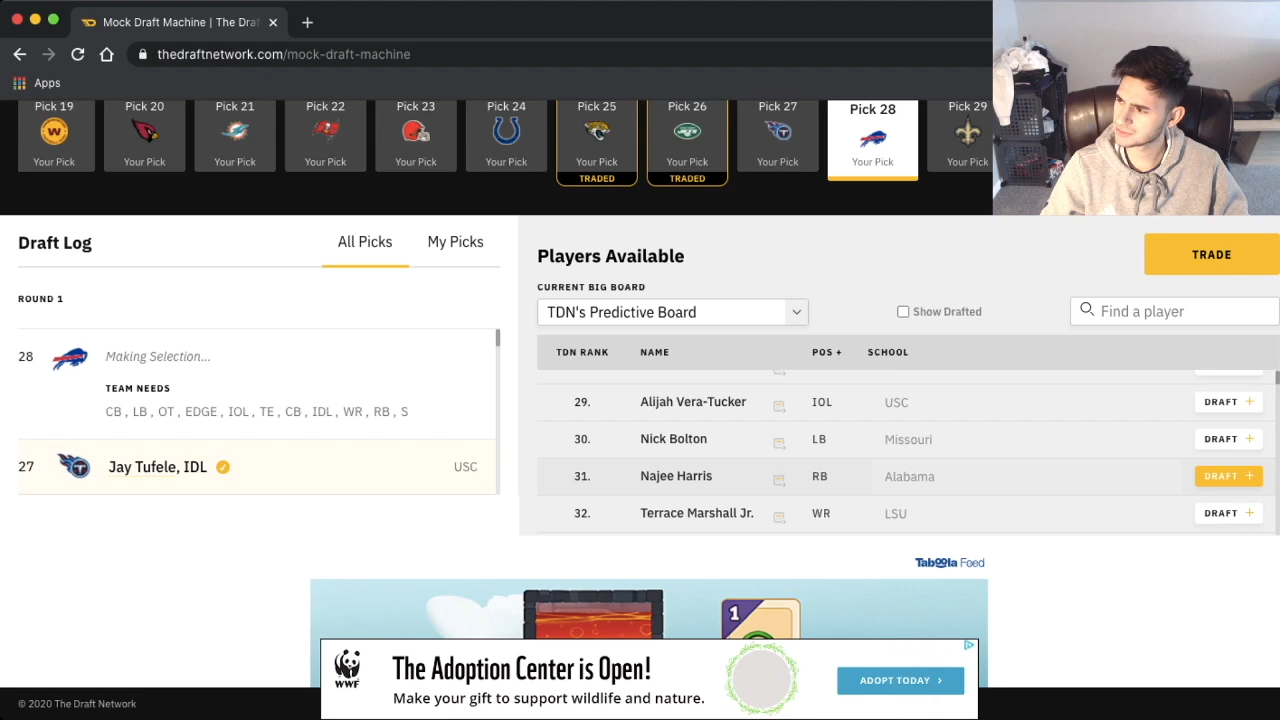 Mock Draft Machine | The Draf
thedraftnetwork.com/mock-draft-machine
Apps
Pick 19
Pick 20
Pick 21
Pick 22
Pick 23
Pick 24
Pick 25
Pick 26
Pick 27
Pick 28
Pick 29
Your Pick
Your Pick
Your Pick
Your Pick
Your Pick
Your Pick
Your Pick
Your Pick
Your Pick
Your Pick
Your Pick
TRADED
TRADED
Draft Log
All Picks
My Picks
ROUND 1
28
Making Selection...
TEAM NEEDS
CB , LB , OT , EDGE , IOL , TE , CB , IDL , WR , RB , S
27
Jay Tufele, IDL
USC
Players Available
TRADE
CURRENT BIG BOARD
TDN's Predictive Board
Show Drafted
Find a player
TDN RANK NAME POS + SCHOOL
29. Alijah Vera-Tucker IOL USC DRAFT +
30. Nick Bolton LB Missouri DRAFT +
31. Najee Harris RB Alabama DRAFT +
32. Terrace Marshall Jr. WR LSU DRAFT +
Taboola Feed
1
WWF
The Adoption Center is Open!
Make your gift to support wildlife and nature.
ADOPT TODAY >
© 2020 The Draft Network